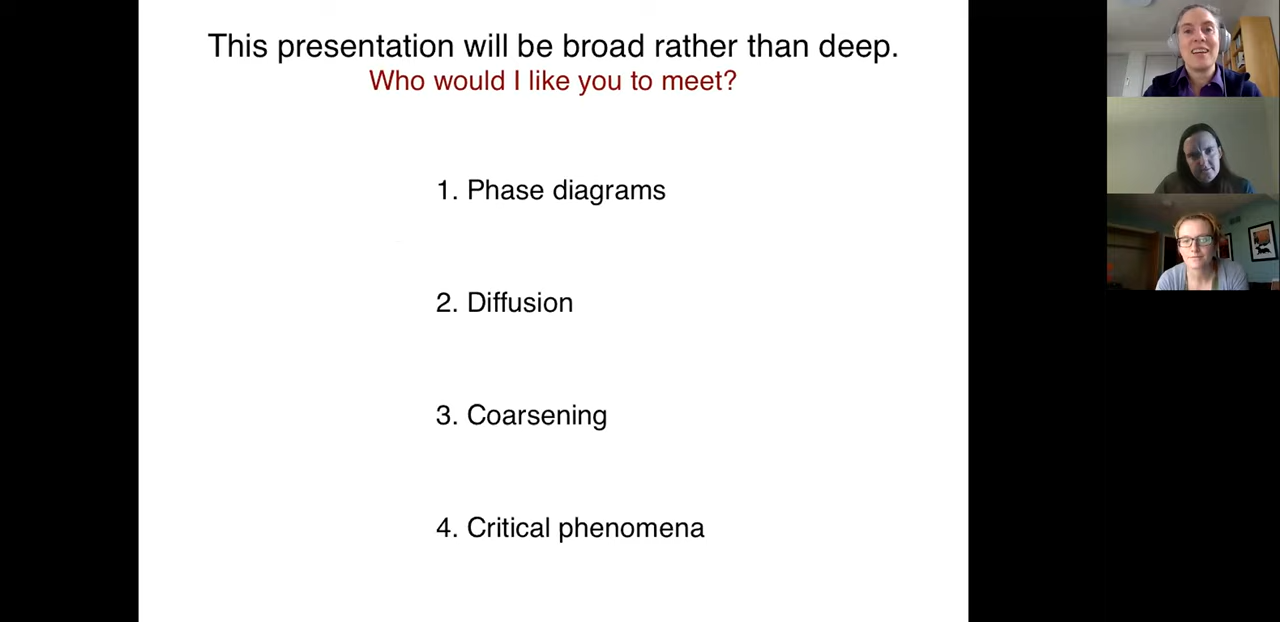 This presentation will be broad rather than deep.
Who would I like you to meet?
1. Phase diagrams
2. Diffusion
3. Coarsening
4. Critical phenomena